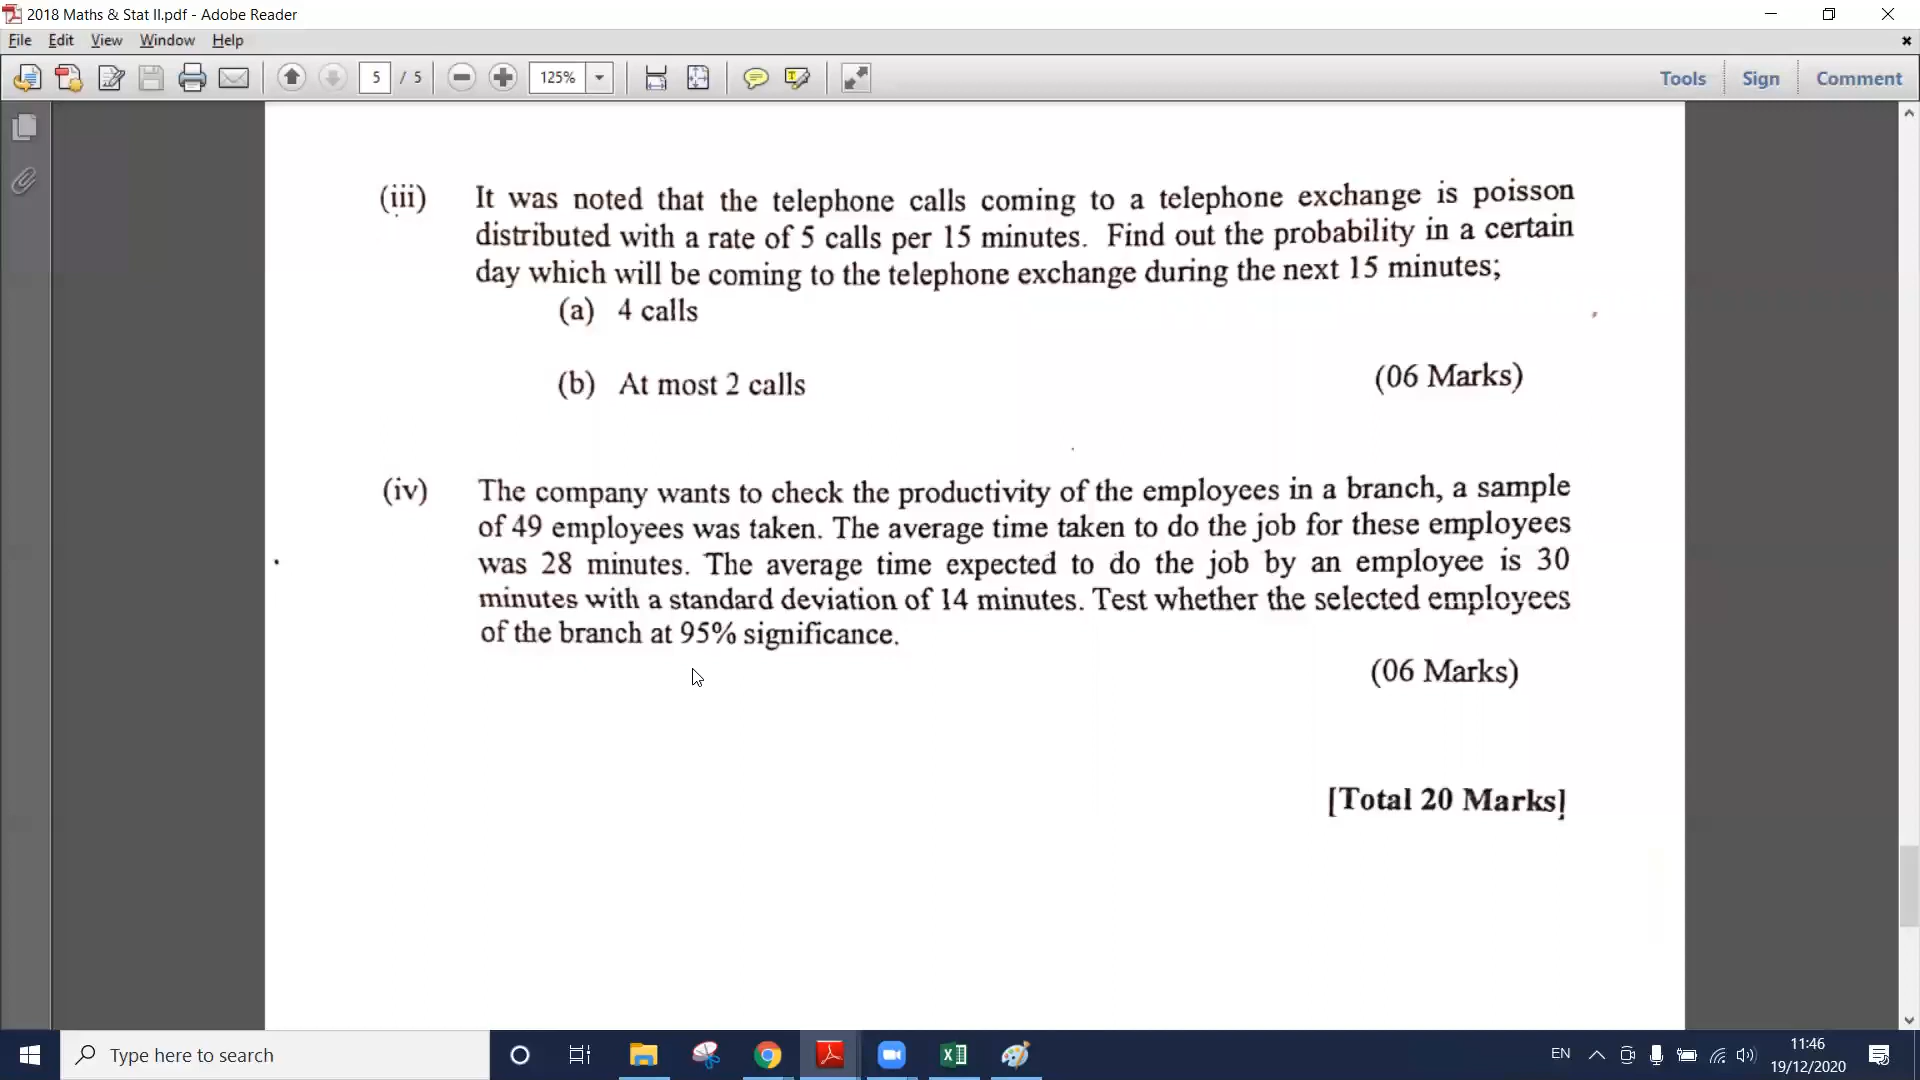 2018 Maths & Stat II.pdf - Adobe Reader
File Edit View Window Help
5 / 5 125% Tools Sign Comment
(iii) It was noted that the telephone calls coming to a telephone exchange is poisson
distributed with a rate of 5 calls per 15 minutes. Find out the probability in a certain
day which will be coming to the telephone exchange during the next 15 minutes;
(a) 4 calls
(b) At most 2 calls (06 Marks)
(iv) The company wants to check the productivity of the employees in a branch, a sample
of 49 employees was taken. The average time taken to do the job for these employees
was 28 minutes. The average time expected to do the job by an employee is 30
minutes with a standard deviation of 14 minutes. Test whether the selected employees
of the branch at 95% significance.
(06 Marks)
[Total 20 Marks]
Type here to search
EN 11:46
19/12/2020